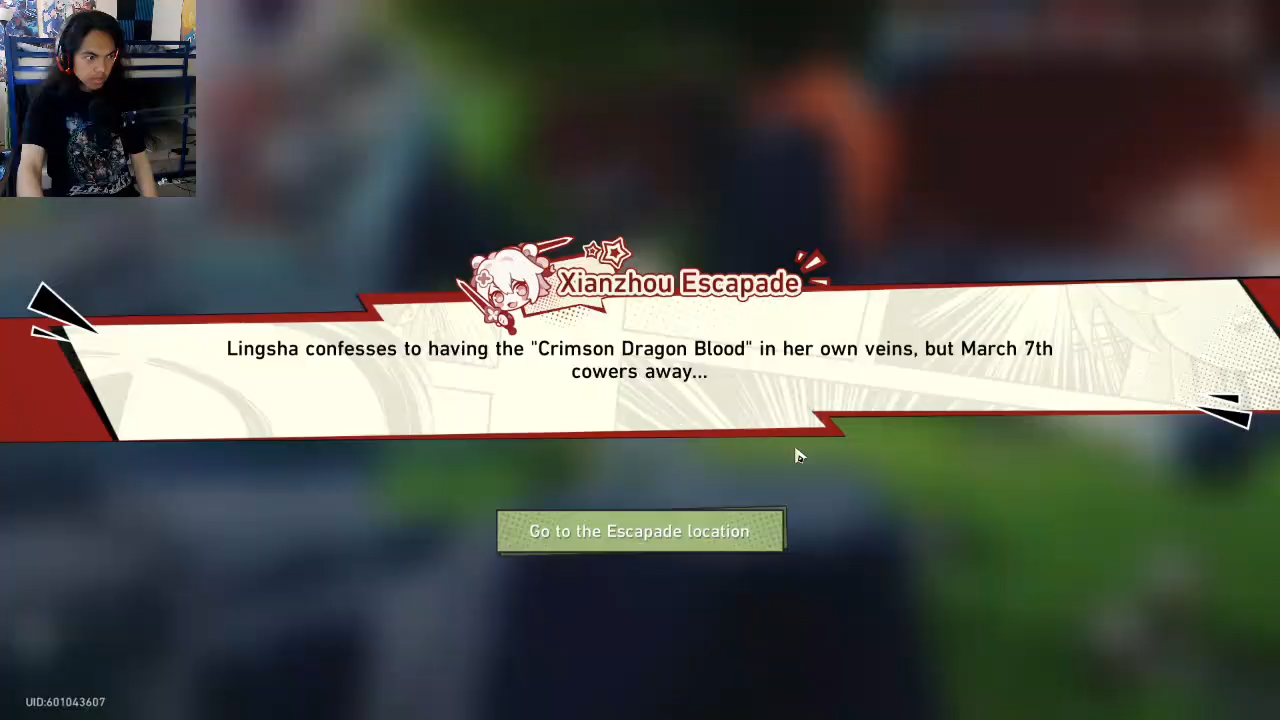 Xianzhou Escapade
Lingsha confesses to having the "Crimson Dragon Blood" in her own veins, but March 7th
cowers away...
Go to the Escapade location
UID:601043607